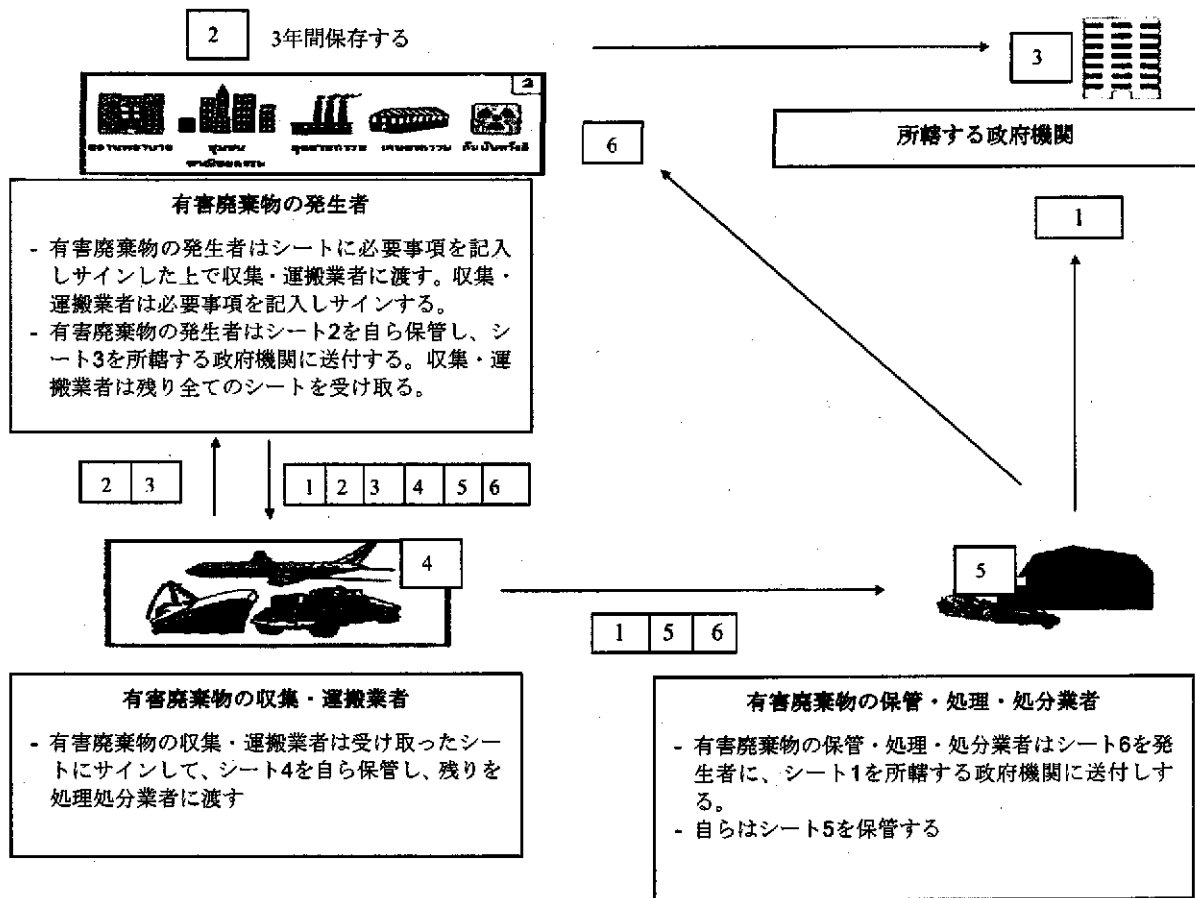 2 3年間保存する
3
2
所轄する政府機関
6
1
有害廃棄物の発生者
- 有害廃棄物の発生者はシートに必要事項を記入
しサインした上で収集・運搬業者に渡す。収集・
運搬業者は必要事項を記入しサインする。
- 有害廃棄物の発生者はシート2を自ら保管し、シ
ート3を所轄する政府機関に送付する。収集・運
搬業者は残り全てのシートを受け取る。
2 3
1 2 3 4 5 6
4
5
1 5 6
有害廃棄物の収集・運搬業者
- 有害廃棄物の収集・運搬業者は受け取ったシー
トにサインして、シート4を自ら保管し、残りを
処理処分業者に渡す
有害廃棄物の保管・処理・処分業者
- 有害廃棄物の保管・処理・処分業者はシート6を発
生者に、シート1を所轄する政府機関に送付しす
る。
- 自らはシート5を保管する